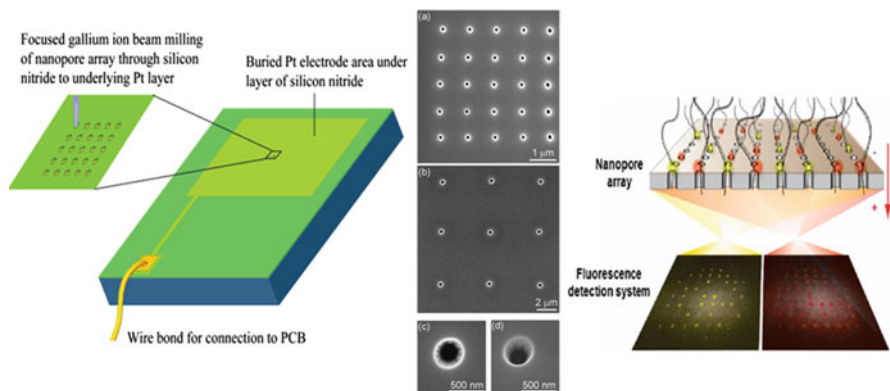 Focused gallium ion beam milling
of nanopore array through silicon
nitride to underlying Pt layer
Buried Pt electrode area under
layer of silicon nitride
Wire bond for connection to PCB
(a)
1 μm
(b)
2 μm
(c)
500 nm
(d)
500 nm
Nanopore
array
-
+
Fluorescence
detection system